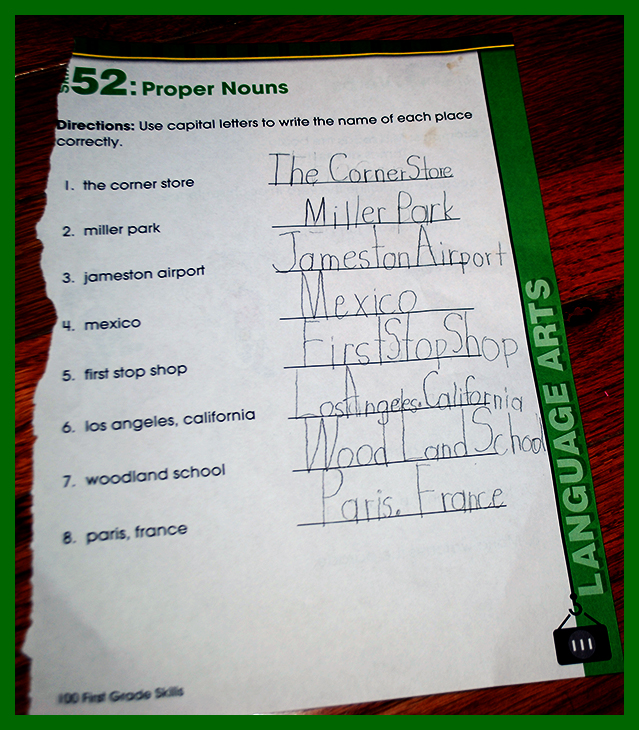 52: Proper Nouns
Directions: Use capital letters to write the name of each place
correctly.
1. the corner store The Corner Store
2. miller park Miller Park
3. jameston airport Jameston Airport
4. mexico Mexico
5. first stop shop First Stop Shop
6. los angeles, california Los Angeles, California
7. woodland school Wood Land School
8. paris, france Paris, France
LANGUAGE ARTS
100 First Grade Skills